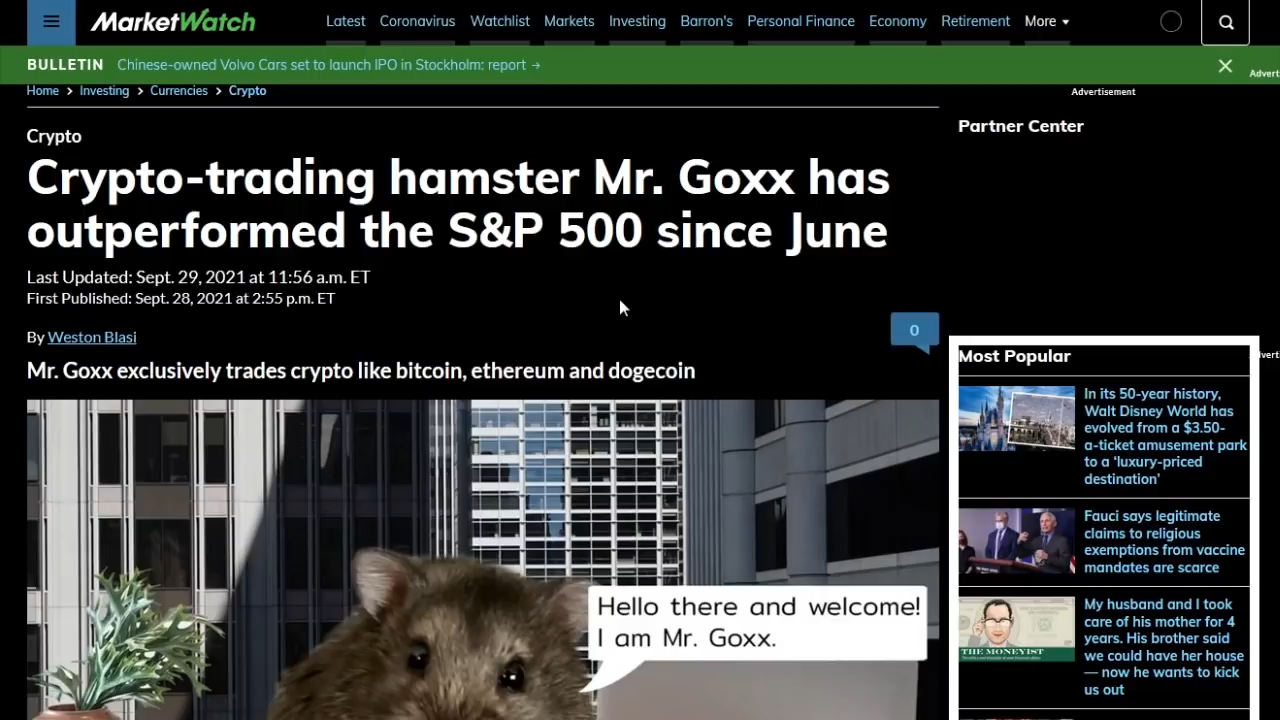 MarketWatch
Latest Coronavirus Watchlist Markets Investing Barron's Personal Finance Economy Retirement More
BULLETIN Chinese-owned Volvo Cars set to launch IPO in Stockholm: report →
Advert
Home > Investing > Currencies > Crypto
Advertisement
Crypto
Crypto-trading hamster Mr. Goxx has
outperformed the S&P 500 since June
Last Updated: Sept. 29, 2021 at 11:56 a.m. ET
First Published: Sept. 28, 2021 at 2:55 p.m. ET
By Weston Blasi
0
Mr. Goxx exclusively trades crypto like bitcoin, ethereum and dogecoin
Hello there and welcome!
I am Mr. Goxx.
Partner Center
Most Popular
vert
In its 50-year history,
Walt Disney World has
evolved from a $3.50-
a-ticket amusement park
to a ‘luxury-priced
destination’
Fauci says legitimate
claims to religious
exemptions from vaccine
mandates are scarce
My husband and I took
care of his mother for 4
years. His brother said
we could have her house
— now he wants to kick
us out
THE MONEYIST